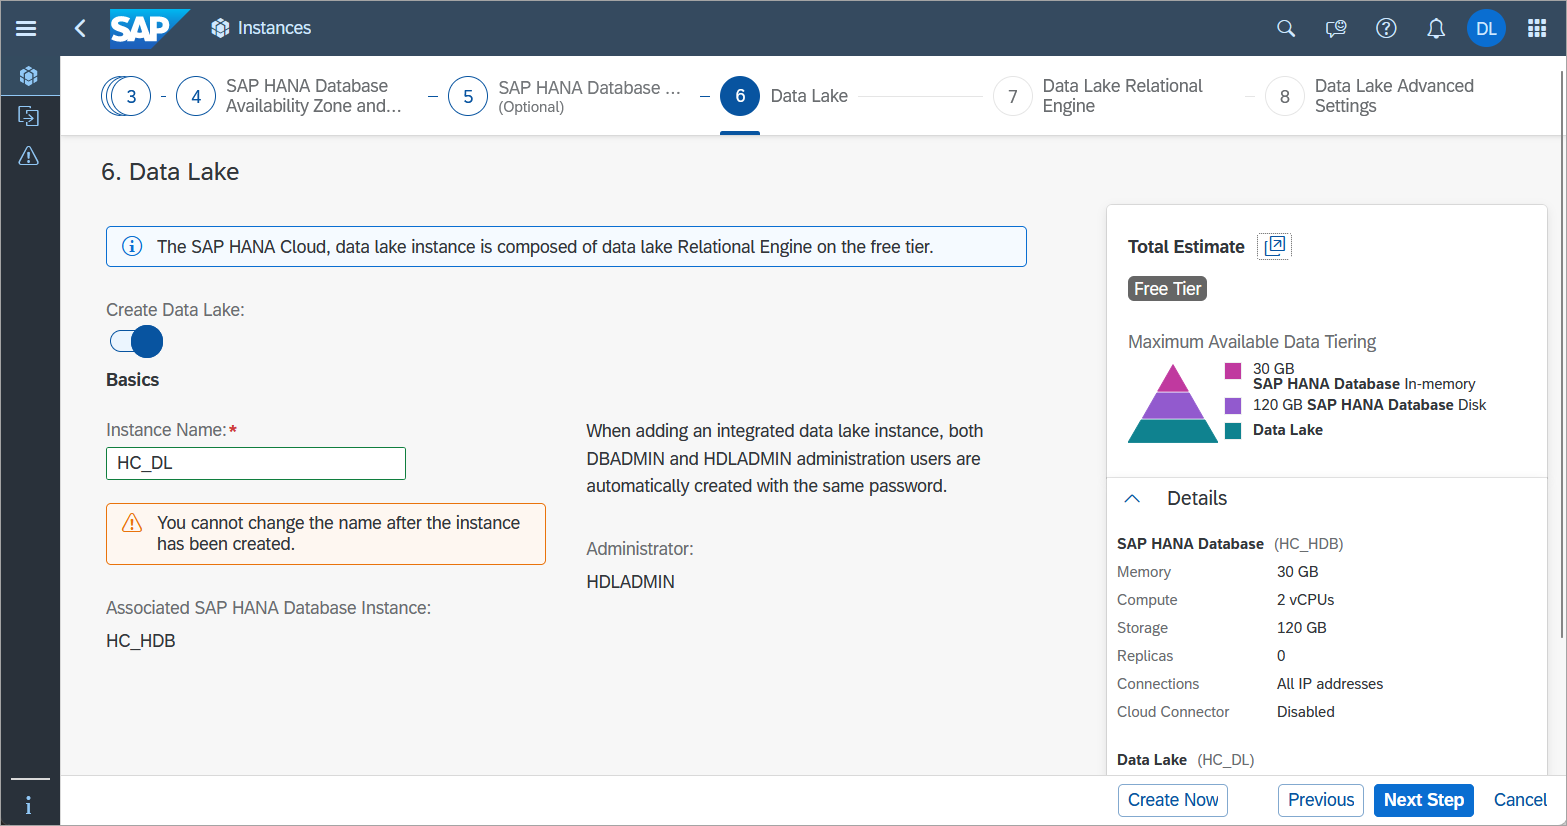 SAP
Instances
DL
3
4
SAP HANA Database
Availability Zone and...
5
SAP HANA Database ...
(Optional)
6
Data Lake
7
Data Lake Relational
Engine
8
Data Lake Advanced
Settings
6. Data Lake
The SAP HANA Cloud, data lake instance is composed of data lake Relational Engine on the free tier.
Create Data Lake:
Basics
Instance Name:*
HC_DL
You cannot change the name after the instance
has been created.
Associated SAP HANA Database Instance:
HC_HDB
When adding an integrated data lake instance, both
DBADMIN and HDLADMIN administration users are
automatically created with the same password.
Administrator:
HDLADMIN
Total Estimate
Free Tier
Maximum Available Data Tiering
30 GB
SAP HANA Database In-memory
120 GB SAP HANA Database Disk
Data Lake
Details
SAP HANA Database (HC_HDB)
Memory 30 GB
Compute 2 vCPUs
Storage 120 GB
Replicas 0
Connections All IP addresses
Cloud Connector Disabled
Data Lake (HC_DL)
Create Now
Previous
Next Step
Cancel